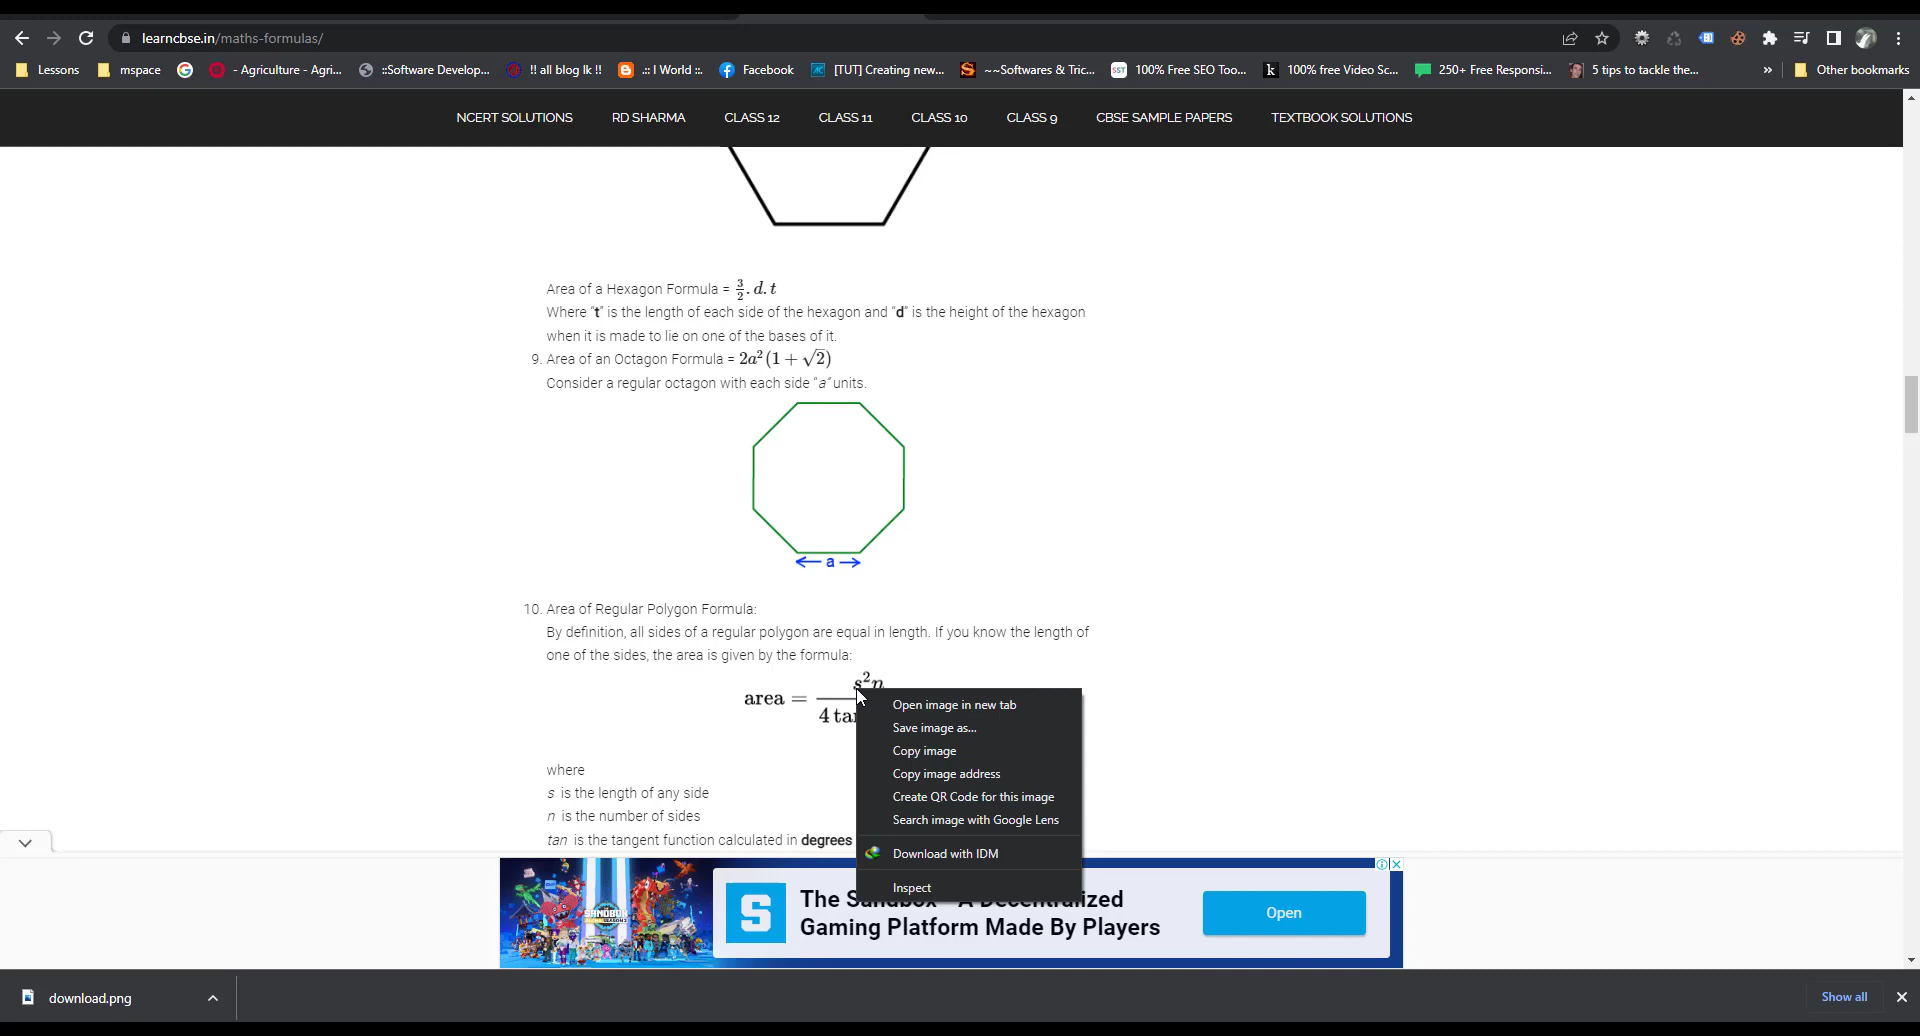 learncbse.in/maths-formulas/
Lessons
mspace
- Agriculture - Agri...
::Software Develop...
!! all blog lk !!
.:: I World ::.
Facebook
[TUT] Creating new...
~~Softwares & Tric...
SST
100% Free SEO Too...
k
100% free Video Sc...
250+ Free Responsi...
5 tips to tackle the...
»
Other bookmarks
NCERT SOLUTIONS
RD SHARMA
CLASS 12
CLASS 11
CLASS 10
CLASS 9
CBSE SAMPLE PAPERS
TEXTBOOK SOLUTIONS
Area of a Hexagon Formula = 3/2 . d. t
Where “t” is the length of each side of the hexagon and “d” is the height of the hexagon
when it is made to lie on one of the bases of it.
9. Area of an Octagon Formula = 2a²(1 + √2)
Consider a regular octagon with each side “a” units.
a
10. Area of Regular Polygon Formula:
By definition, all sides of a regular polygon are equal in length. If you know the length of
one of the sides, the area is given by the formula:
s²n
area =
4 tan
Open image in new tab
Save image as...
Copy image
Copy image address
Create QR Code for this image
Search image with Google Lens
Download with IDM
Inspect
where
s is the length of any side
n is the number of sides
tan is the tangent function calculated in degrees
SANDBOX
S
The Sandbox - A Decentralized
Gaming Platform Made By Players
Open
download.png
Show all